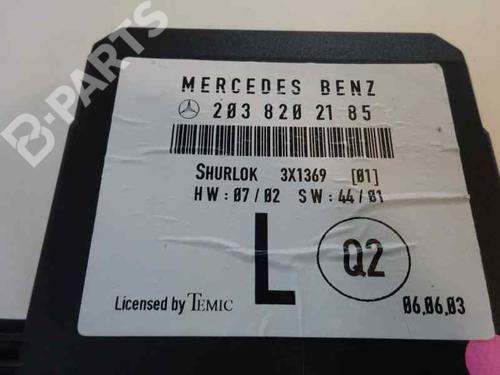 B-PARTS
MERCEDES BENZ
203 820 21 85
SHURLOK 3X1369 [01]
HW:07/02 SW:44/01
L
Q2
Licensed by TEMIC
06.06.03